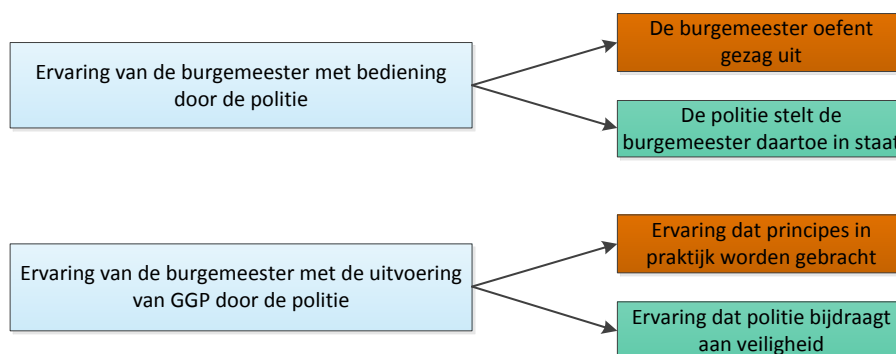 De burgemeester oefent
gezag uit
Ervaring van de burgemeester met bediening
door de politie
De politie stelt de
burgemeester daartoe in staat
Ervaring dat principes in
praktijk worden gebracht
Ervaring van de burgemeester met de uitvoering
van GGP door de politie
Ervaring dat politie bijdraagt
aan veiligheid